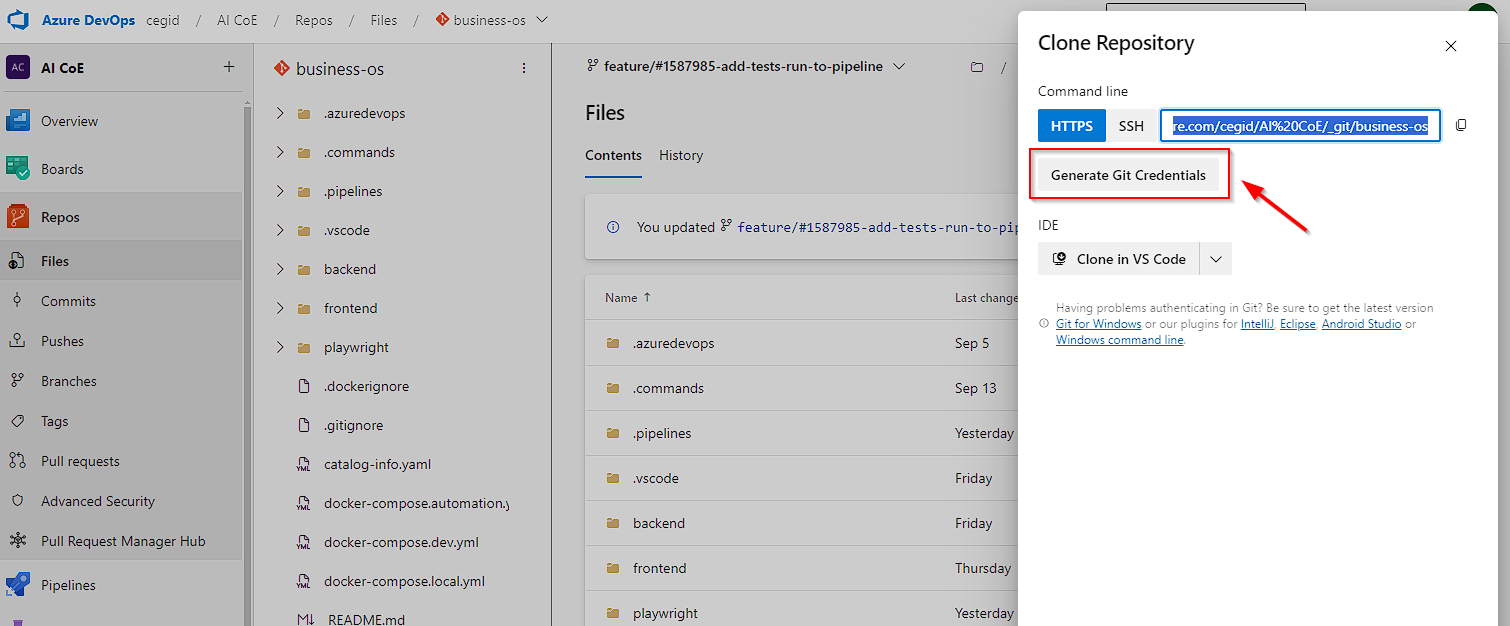 Azure DevOps cegid / AI CoE / Repos / Files / business-os
AC AI CoE +
Overview
Boards
Repos
Files
Commits
Pushes
Branches
Tags
Pull requests
Advanced Security
Pull Request Manager Hub
Pipelines
business-os
.azuredevops
.commands
.pipelines
.vscode
backend
frontend
playwright
.dockerignore
.gitignore
YML catalog-info.yaml
YML docker-compose.automation.y
YML docker-compose.dev.yml
YML docker-compose.local.yml
M↓ README.md
feature/#1587985-add-tests-run-to-pipeline /
Files
Contents History
You updated feature/#1587985-add-tests-run-to-pip
Name ↑ Last change
.azuredevops Sep 5
.commands Sep 13
.pipelines Yesterday
.vscode Friday
backend Friday
frontend Thursday
playwright Yesterday
Clone Repository
Command line
HTTPS SSH re.com/cegid/AI%20CoE/_git/business-os
Generate Git Credentials
IDE
Clone in VS Code
Having problems authenticating in Git? Be sure to get the latest version
Git for Windows or our plugins for IntelliJ, Eclipse, Android Studio or
Windows command line.